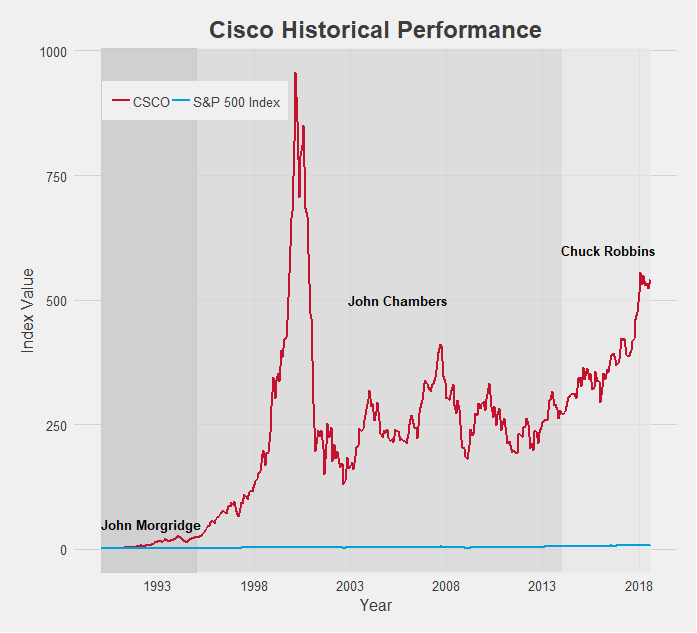 Cisco Historical Performance
1000
CSCO S&P 500 Index
750
Chuck Robbins
John Chambers
500
Index Value
250
John Morgridge
0
1993 1998 2003 2008 2013 2018
Year